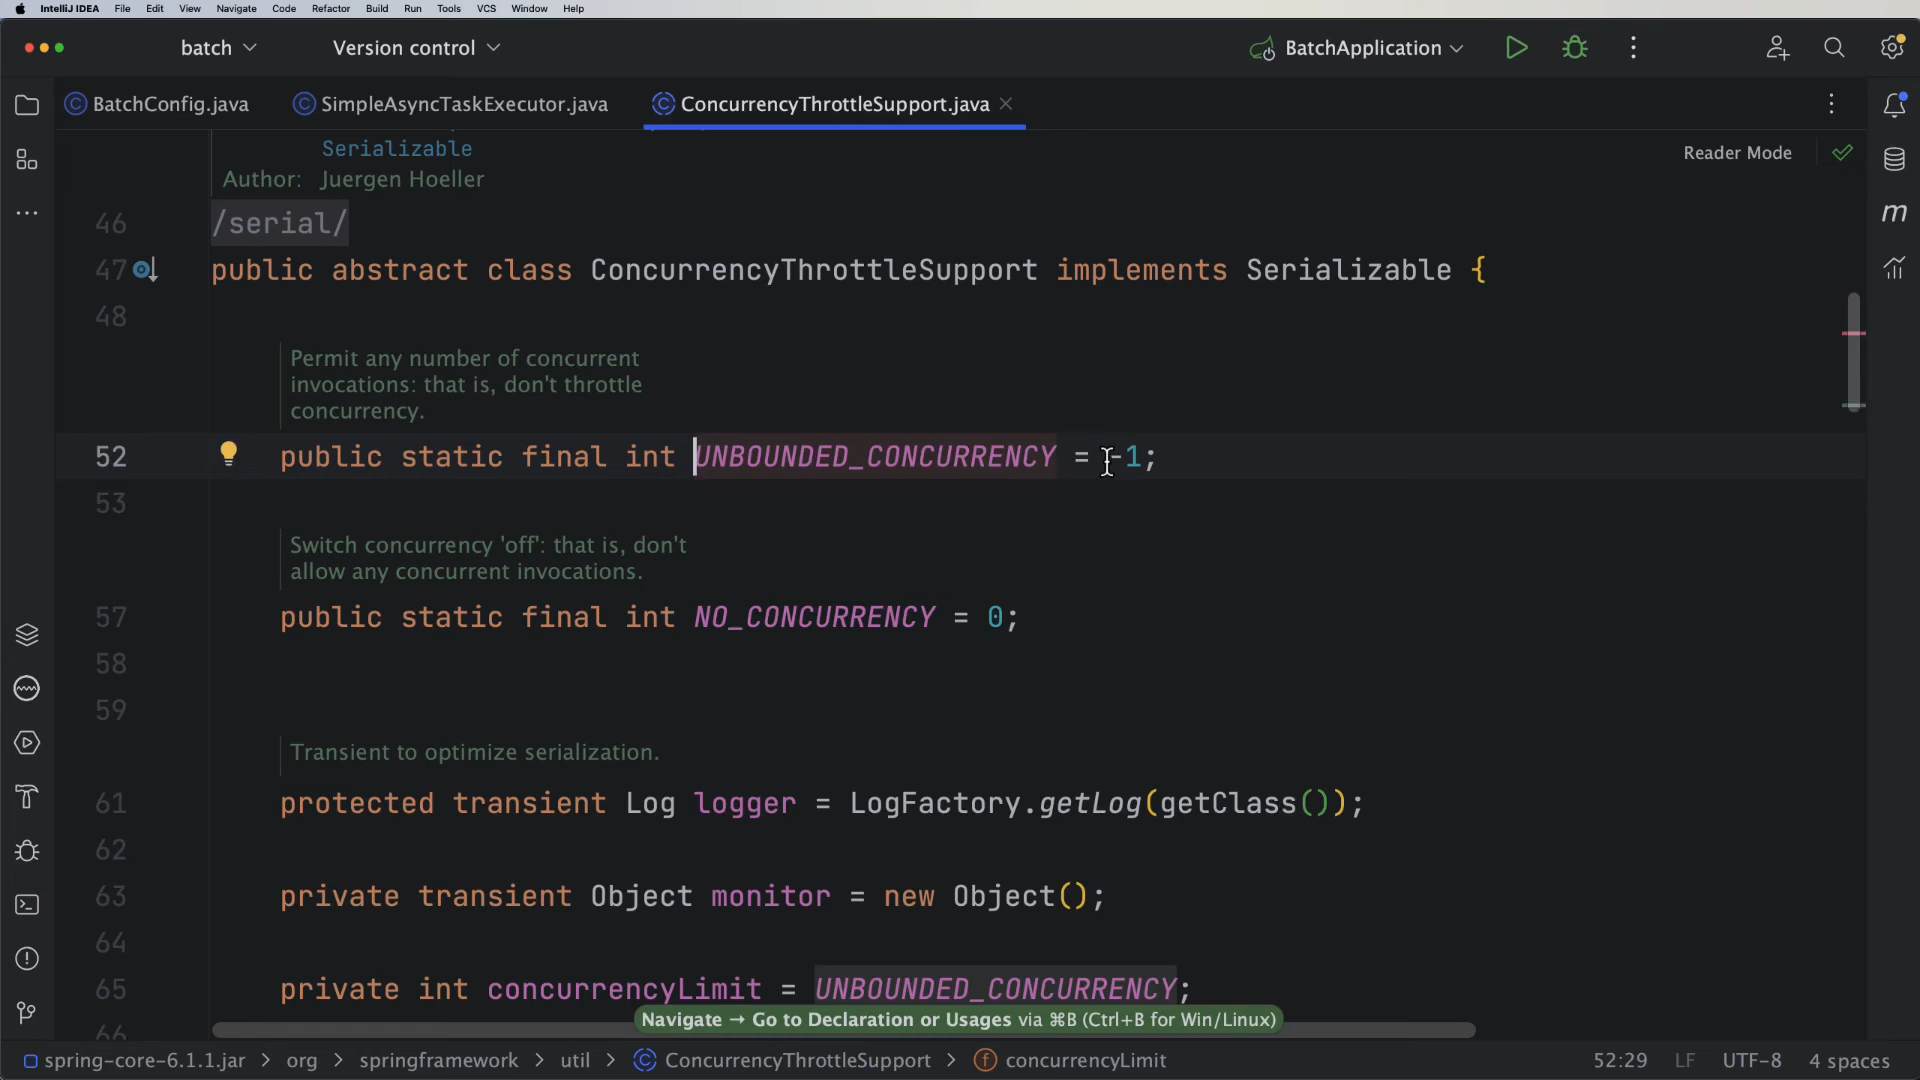 IntelliJ IDEA File Edit View Navigate Code Refactor Build Run Tools VCS Window Help
batch Version control BatchApplication
BatchConfig.java SimpleAsyncTaskExecutor.java ConcurrencyThrottleSupport.java
Serializable
Reader Mode
Author: Juergen Hoeller
46 /serial/
47 public abstract class ConcurrencyThrottleSupport implements Serializable {
48
Permit any number of concurrent
invocations: that is, don't throttle
concurrency.
52 public static final int UNBOUNDED_CONCURRENCY = -1;
53
Switch concurrency 'off': that is, don't
allow any concurrent invocations.
57 public static final int NO_CONCURRENCY = 0;
58
59
Transient to optimize serialization.
61 protected transient Log logger = LogFactory.getLog(getClass());
62
63 private transient Object monitor = new Object();
64
65 private int concurrencyLimit = UNBOUNDED_CONCURRENCY;
66
Navigate → Go to Declaration or Usages via ⌘B (Ctrl+B for Win/Linux)
spring-core-6.1.1.jar > org > springframework > util > ConcurrencyThrottleSupport > concurrencyLimit 52:29 LF UTF-8 4 spaces